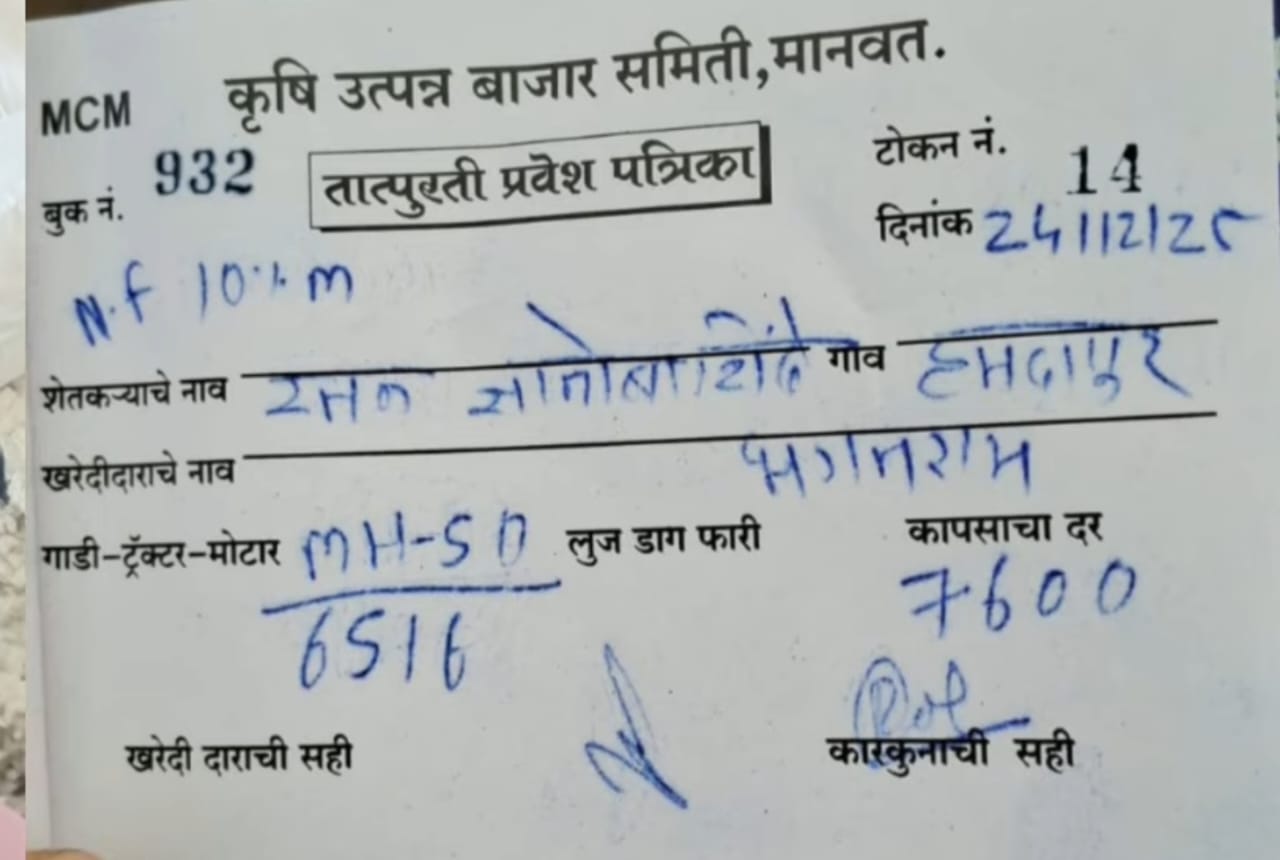 MCM कृषि उत्पन्न बाजार समिती,मानवत.
बुक नं. 932 तात्पुरती प्रवेश पत्रिका टोकन नं. 14
दिनांक 24/12/25
N.f 10% m
शेतकऱ्याचे नाव शिंदे गाव हमदापुर
खरेदीदाराचे नाव
गाडी-ट्रॅक्टर-मोटार MH-50 लुज डाग फारी कापसाचा दर
6516 7600
खरेदी दाराची सही कारकुनाची सही